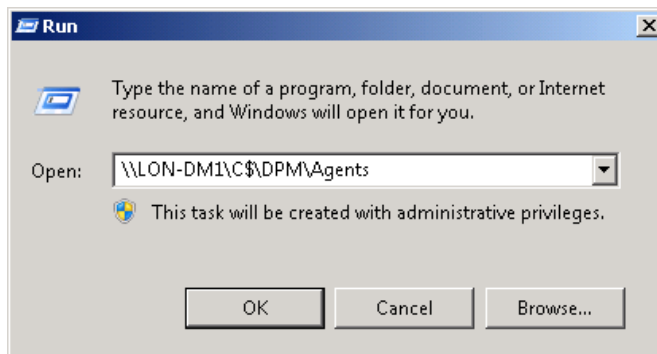 Run
Type the name of a program, folder, document, or Internet
resource, and Windows will open it for you.
Open: \\LON-DM1\C$\DPM\Agents
This task will be created with administrative privileges.
OK Cancel Browse...